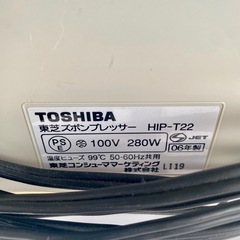 TOSHIBA
東芝ズボンプレッサー HIP-T22
PS E 100V 280W JET 06年製
温度ヒューズ 99℃ 50-60Hz共用
東芝コンシューママーケティング
株式会社 L119